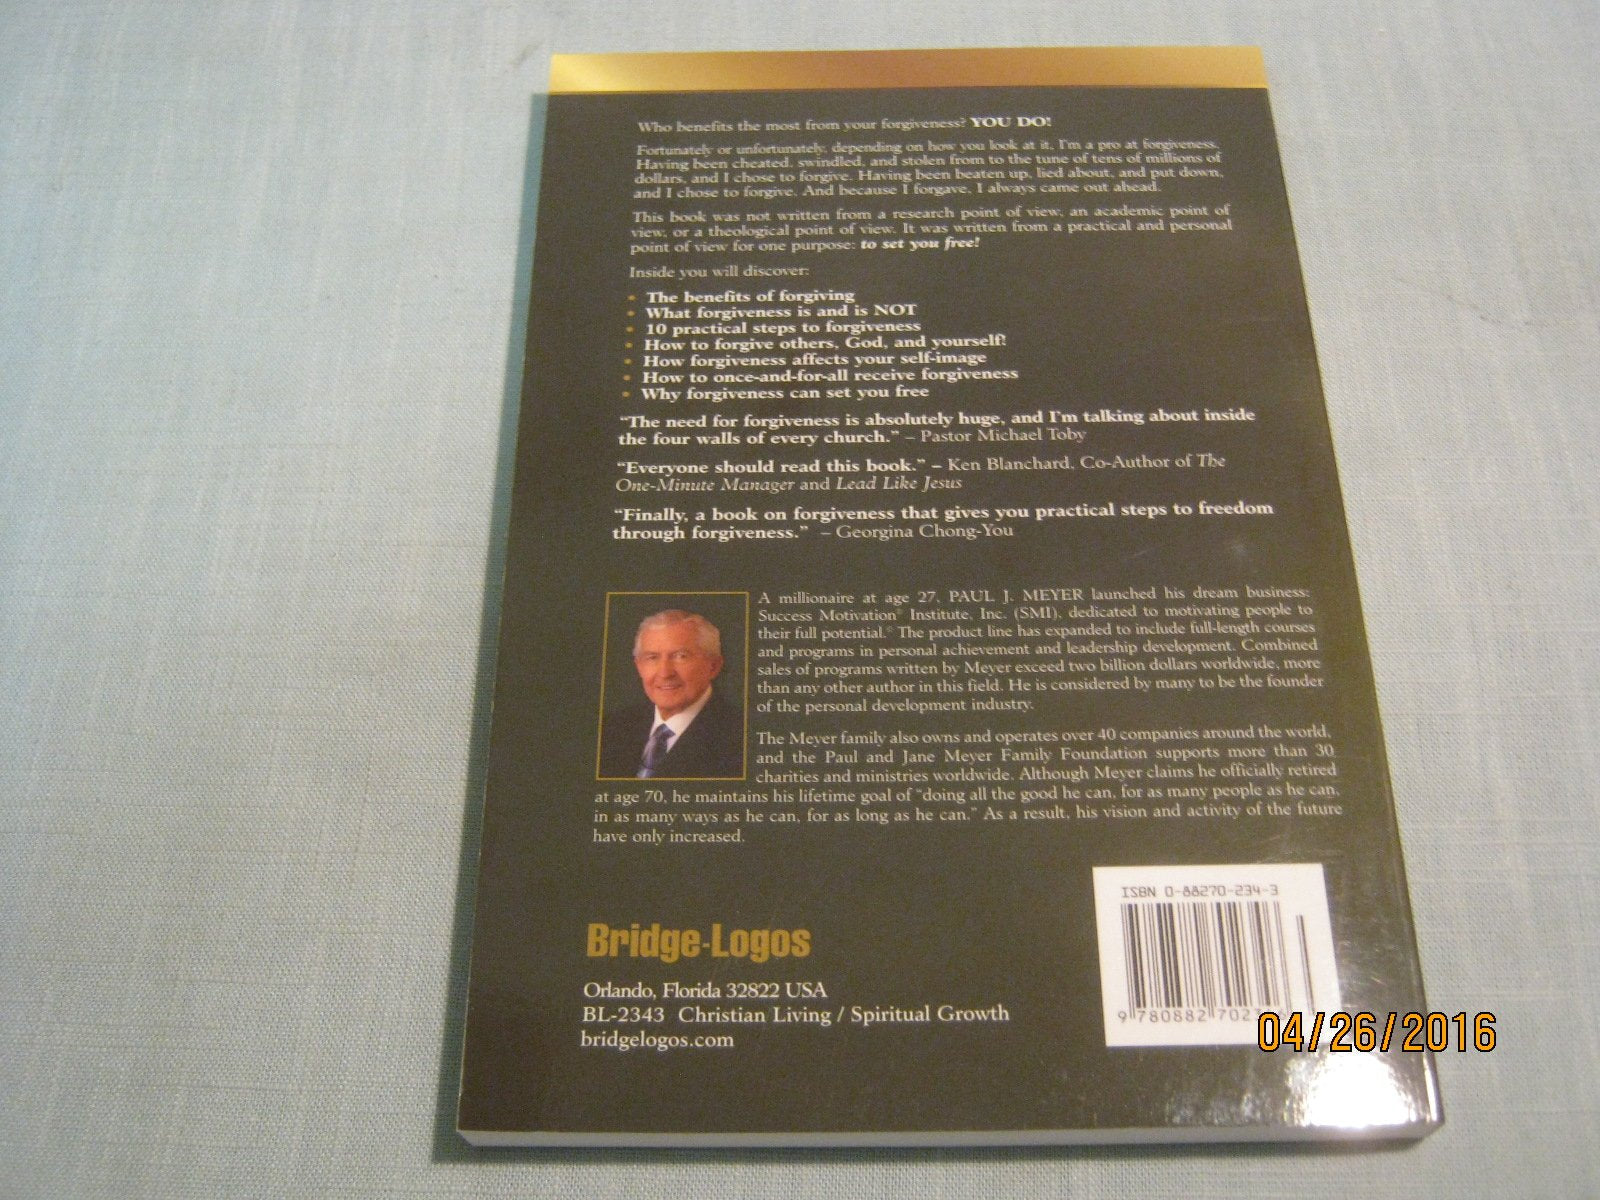 Who benefits the most from your forgiveness? YOU DO!
Fortunately or unfortunately, depending on how you look at it, I'm a pro at forgiveness.
Having been cheated, swindled, and stolen from to the tune of tens of millions of
dollars, and I chose to forgive. Having been beaten up, lied about, and put down,
and I chose to forgive. And because I forgave, I always came out ahead.
This book was not written from a research point of view, an academic point of
view, or a theological point of view. It was written from a practical and personal
point of view for one purpose: to set you free!
Inside you will discover:
• The benefits of forgiving
• What forgiveness is and is NOT
• 10 practical steps to forgiveness
• How to forgive others, God, and yourself!
• How forgiveness affects your self-image
• How to once-and-for-all receive forgiveness
• Why forgiveness can set you free
“The need for forgiveness is absolutely huge, and I'm talking about inside
the four walls of every church.” – Pastor Michael Toby
“Everyone should read this book.” – Ken Blanchard, Co-Author of The
One-Minute Manager and Lead Like Jesus
“Finally, a book on forgiveness that gives you practical steps to freedom
through forgiveness.” – Georgina Chong-You
A millionaire at age 27, PAUL J. MEYER launched his dream business:
Success Motivation® Institute, Inc. (SMI), dedicated to motivating people to
their full potential.® The product line has expanded to include full-length courses
and programs in personal achievement and leadership development. Combined
sales of programs written by Meyer exceed two billion dollars worldwide, more
than any other author in this field. He is considered by many to be the founder
of the personal development industry.
The Meyer family also owns and operates over 40 companies around the world,
and the Paul and Jane Meyer Family Foundation supports more than 30
charities and ministries worldwide. Although Meyer claims he officially retired
at age 70, he maintains his lifetime goal of “doing all the good he can, for as many people as he can,
in as many ways as he can, for as long as he can.” As a result, his vision and activity of the future
have only increased.
ISBN 0-88270-234-3
9 780882 702
Bridge-Logos
Orlando, Florida 32822 USA
BL-2343 Christian Living / Spiritual Growth
bridgelogos.com
04/26/2016